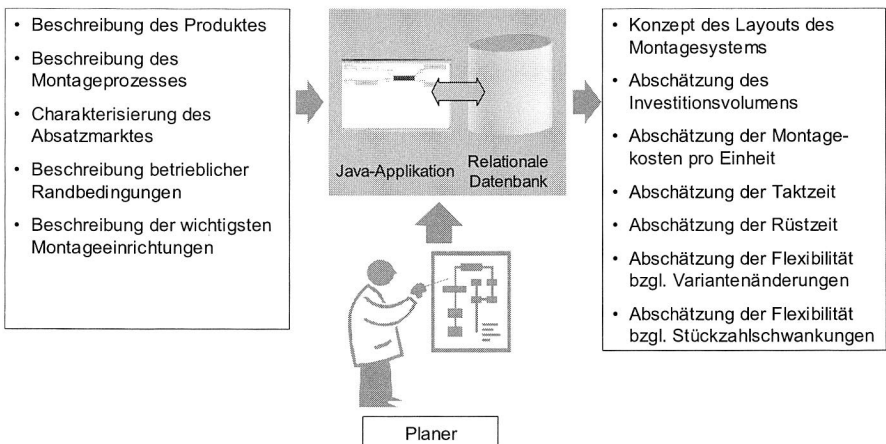 • Beschreibung des Produktes
• Beschreibung des
Montageprozesses
• Charakterisierung des
Absatzmarktes
• Beschreibung betrieblicher
Randbedingungen
• Beschreibung der wichtigsten
Montageeinrichtungen
Java-Applikation
Relationale
Datenbank
Planer
• Konzept des Layouts des
Montagesystems
• Abschätzung des
Investitionsvolumens
• Abschätzung der Montage-
kosten pro Einheit
• Abschätzung der Taktzeit
• Abschätzung der Rüstzeit
• Abschätzung der Flexibilität
bzgl. Variantenänderungen
• Abschätzung der Flexibilität
bzgl. Stückzahlschwankungen